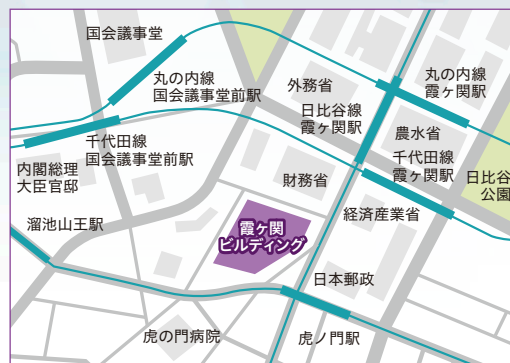 国会議事堂
丸の内線
国会議事堂前駅
外務省
丸の内線
霞ヶ関駅
日比谷線
霞ヶ関駅
農水省
千代田線
国会議事堂前駅
千代田線
霞ヶ関駅
内閣総理
大臣官邸
財務省
日比谷
公園
溜池山王駅
経済産業省
霞ヶ関
ビルディング
日本郵政
虎の門病院
虎ノ門駅